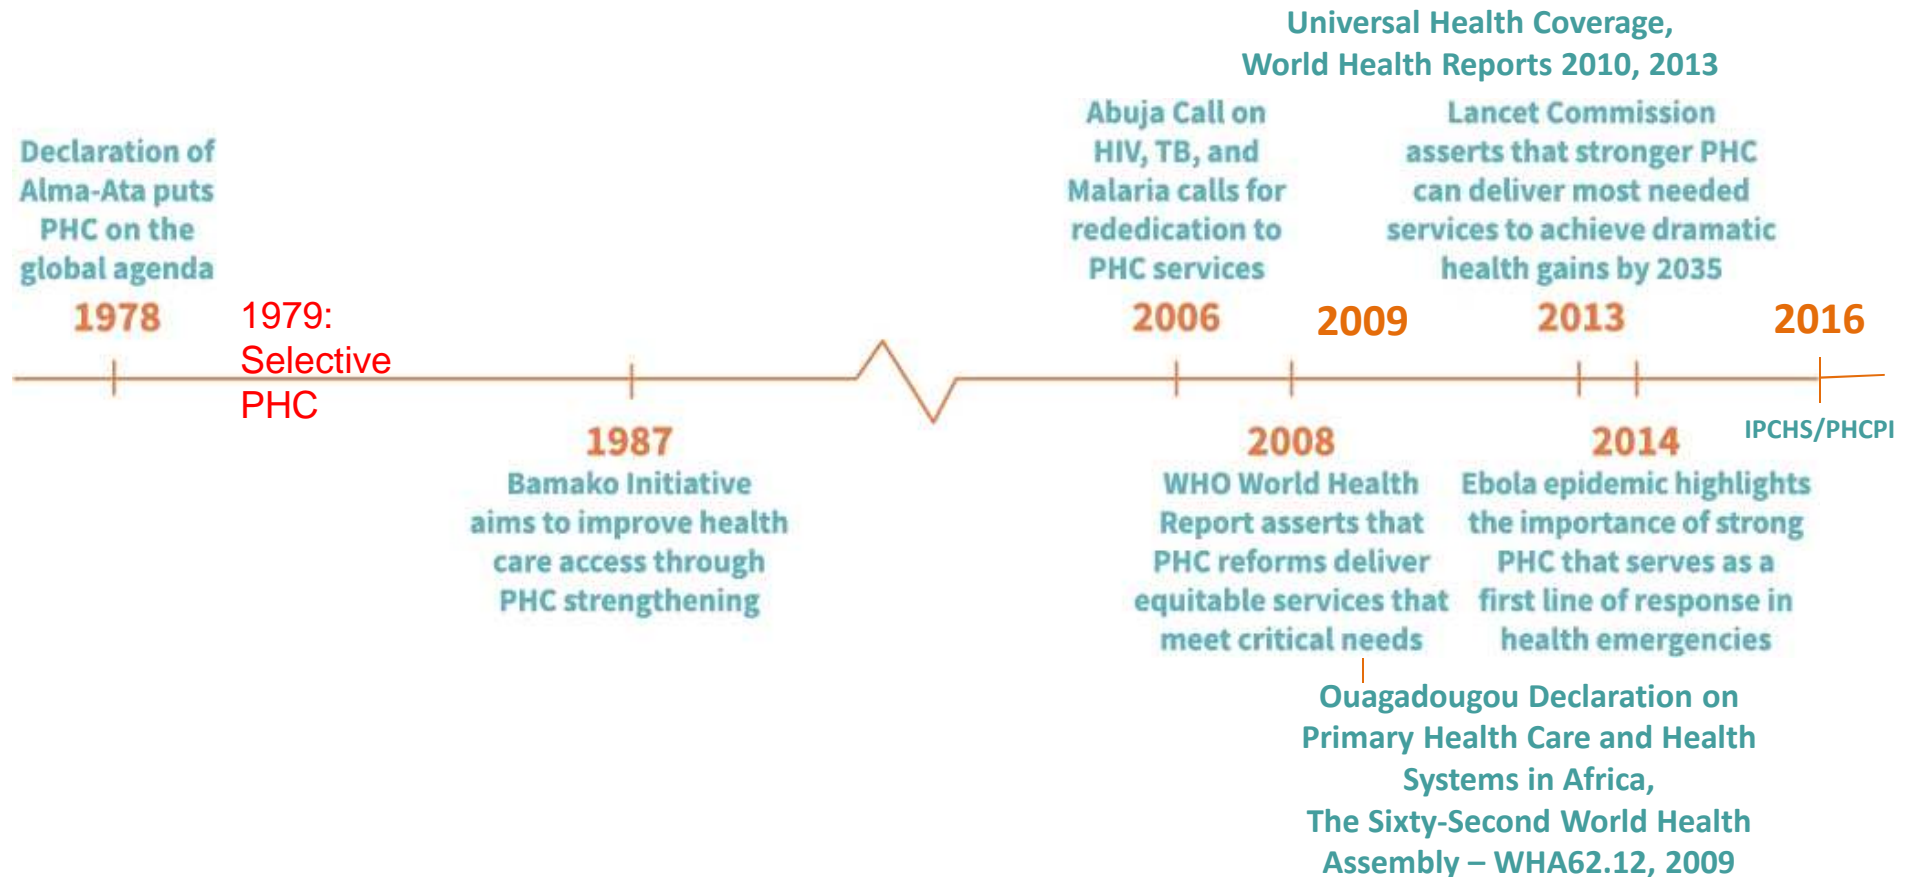 Universal Health Coverage,
World Health Reports 2010, 2013
Declaration of
Alma-Ata puts
PHC on the
global agenda
1978
1979:
Selective
PHC
1987
Bamako Initiative
aims to improve health
care access through
PHC strengthening
Abuja Call on
HIV, TB, and
Malaria calls for
rededication to
PHC services
2006
2008
WHO World Health
Report asserts that
PHC reforms deliver
equitable services that
meet critical needs
2009
Ouagadougou Declaration on
Primary Health Care and Health
Systems in Africa,
The Sixty-Second World Health
Assembly – WHA62.12, 2009
Lancet Commission
asserts that stronger PHC
can deliver most needed
services to achieve dramatic
health gains by 2035
2013
2014
Ebola epidemic highlights
the importance of strong
PHC that serves as a
first line of response in
health emergencies
2016
IPCHS/PHCPI